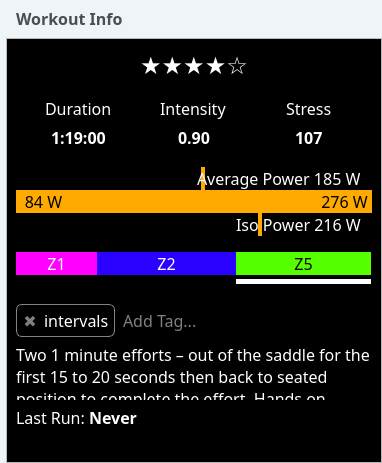 Workout Info
★★★★☆
Duration Intensity Stress
1:19:00 0.90 107
Average Power 185 W
84 W 276 W
Iso Power 216 W
Z1 Z2 Z5
✖ intervals Add Tag...
Two 1 minute efforts – out of the saddle for the
first 15 to 20 seconds then back to seated
position to complete the effort. Hands on
Last Run: Never